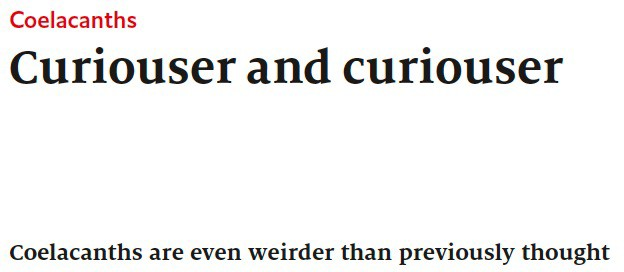 Coelacanths
Curiouser and curiouser
Coelacanths are even weirder than previously thought